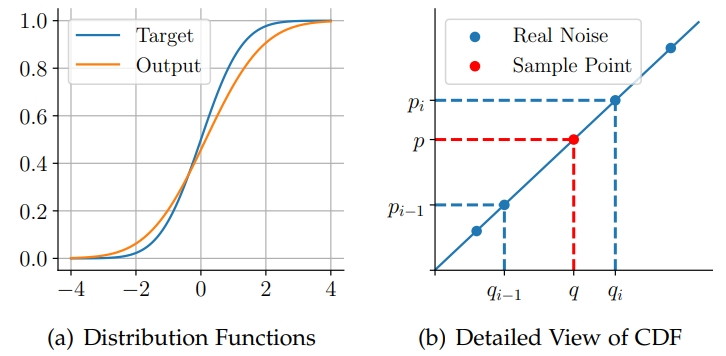 1.0
0.8
0.6
0.4
0.2
0.0
Target
Output
−4 −2 0 2 4
(a) Distribution Functions
Real Noise
Sample Point
p_i
p
p_{i−1}
q_{i−1} q q_i
(b) Detailed View of CDF